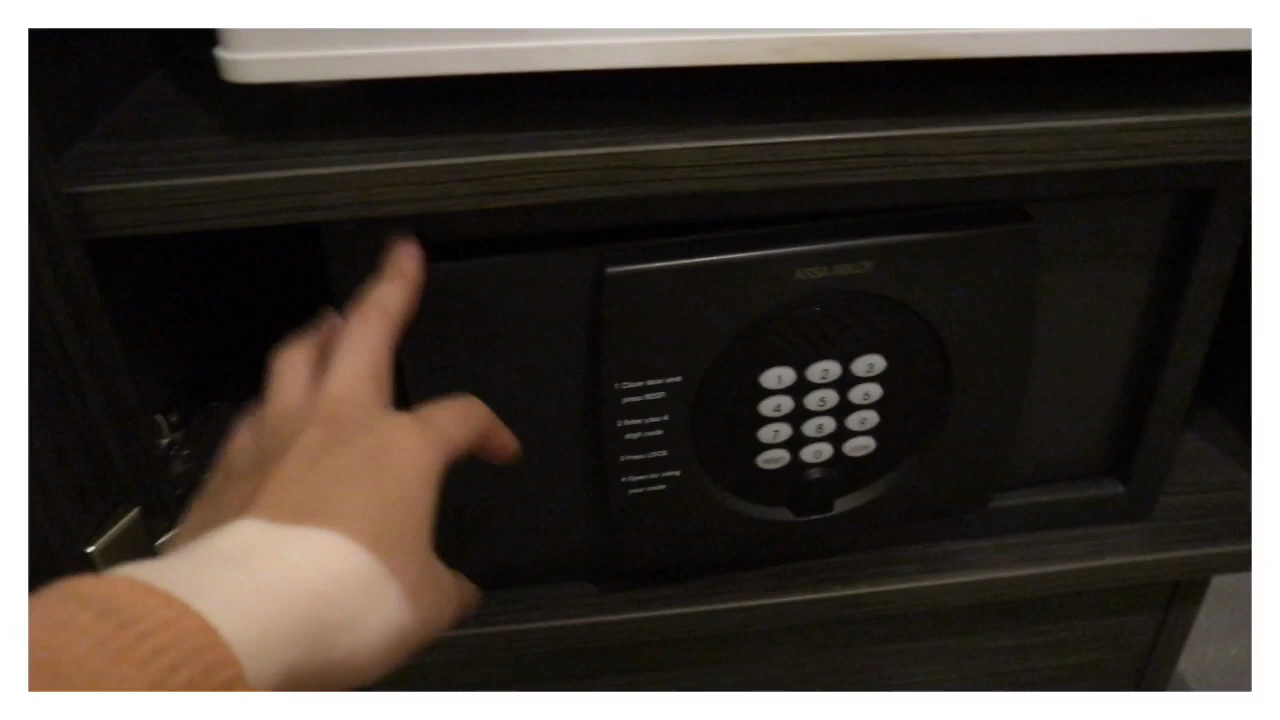 ASSA ABLOY
1 Close door and
press RESET
2 Enter your 4
digit code
3 Press LOCK
4 Open by using
your code
1 2 3
4 5 6
7 8 9
0